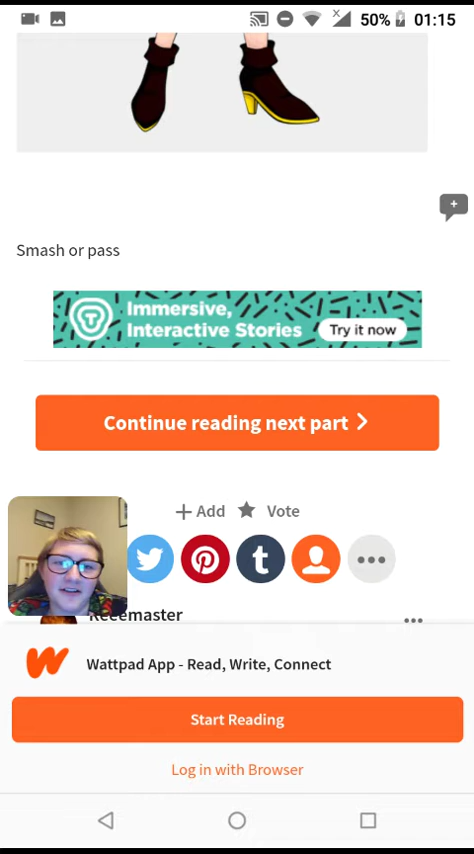 50% 01:15
Smash or pass
Immersive,
Interactive Stories
Try it now
Continue reading next part
Add Vote
Recemaster
Wattpad App - Read, Write, Connect
Start Reading
Log in with Browser